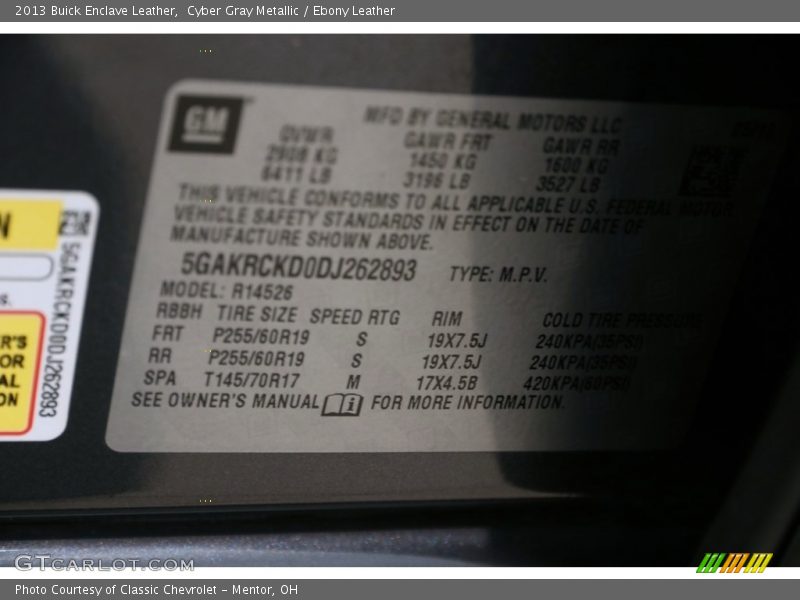 2013 Buick Enclave Leather, Cyber Gray Metallic / Ebony Leather
GM
MFD BY GENERAL MOTORS LLC
GVWR GAWR FRT GAWR RR
2908 KG 1450 KG 1600 KG
6411 LB 3196 LB 3527 LB
THIS VEHICLE CONFORMS TO ALL APPLICABLE U.S. FEDERAL MOTOR
VEHICLE SAFETY STANDARDS IN EFFECT ON THE DATE OF
MANUFACTURE SHOWN ABOVE.
5GAKRCKD0DJ262893 TYPE: M.P.V.
MODEL: R14526
RBBH TIRE SIZE SPEED RTG RIM COLD TIRE PRESSURE
FRT P255/60R19 S 19X7.5J 240KPA(35PSI)
RR P255/60R19 S 19X7.5J 240KPA(35PSI)
SPA T145/70R17 M 17X4.5B 420KPA(60PSI)
SEE OWNER'S MANUAL i FOR MORE INFORMATION.
N
S.
ER'S
OR
AL
ON
5GAKRCKD0DJ262893
GTCARLOT.COM
Photo Courtesy of Classic Chevrolet - Mentor, OH